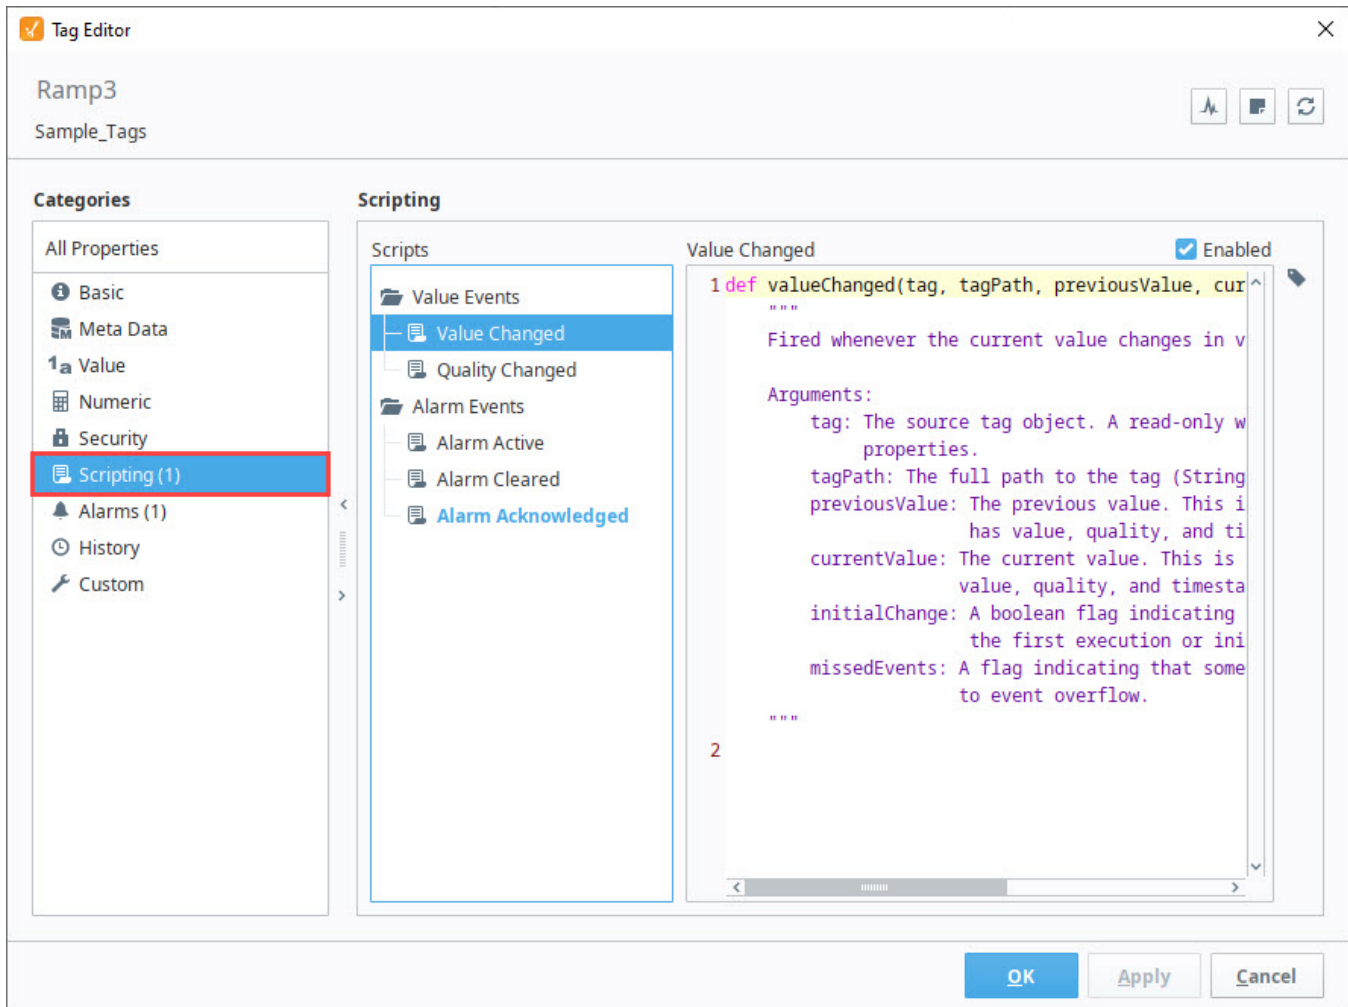 Tag Editor
Ramp3
Sample_Tags
Categories
All Properties
Basic
Meta Data
1a Value
Numeric
Security
Scripting (1)
Alarms (1)
History
Custom
Scripting
Scripts
Value Events
Value Changed
Quality Changed
Alarm Events
Alarm Active
Alarm Cleared
Alarm Acknowledged
Value Changed
Enabled
1 def valueChanged(tag, tagPath, previousValue, cur
"""
Fired whenever the current value changes in v
Arguments:
tag: The source tag object. A read-only w
properties.
tagPath: The full path to the tag (String
previousValue: The previous value. This i
has value, quality, and ti
currentValue: The current value. This is
value, quality, and timesta
initialChange: A boolean flag indicating
the first execution or ini
missedEvents: A flag indicating that some
to event overflow.
"""
2
OK
Apply
Cancel